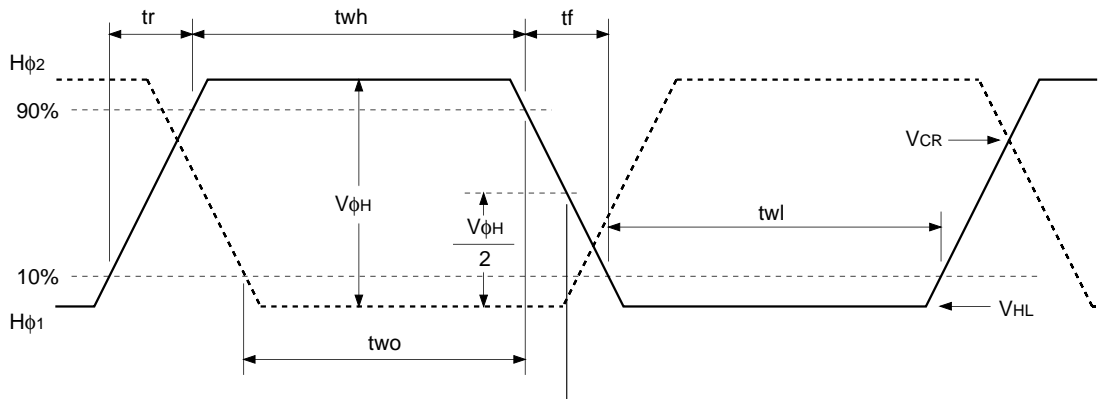 tr
twh
tf
Hϕ2
90%
VCR
VϕH
VϕH
2
twl
10%
VHL
Hϕ1
two